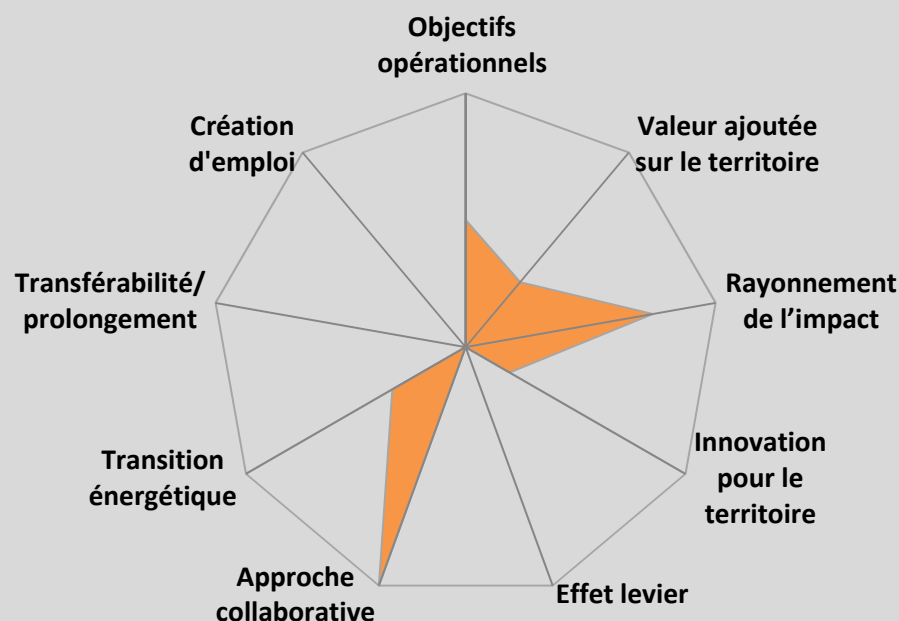 Objectifs
opérationnels
Valeur ajoutée
sur le territoire
Rayonnement
de l’impact
Innovation
pour le
territoire
Effet levier
Approche
collaborative
Transition
énergétique
Transférabilité/
prolongement
Création
d'emploi